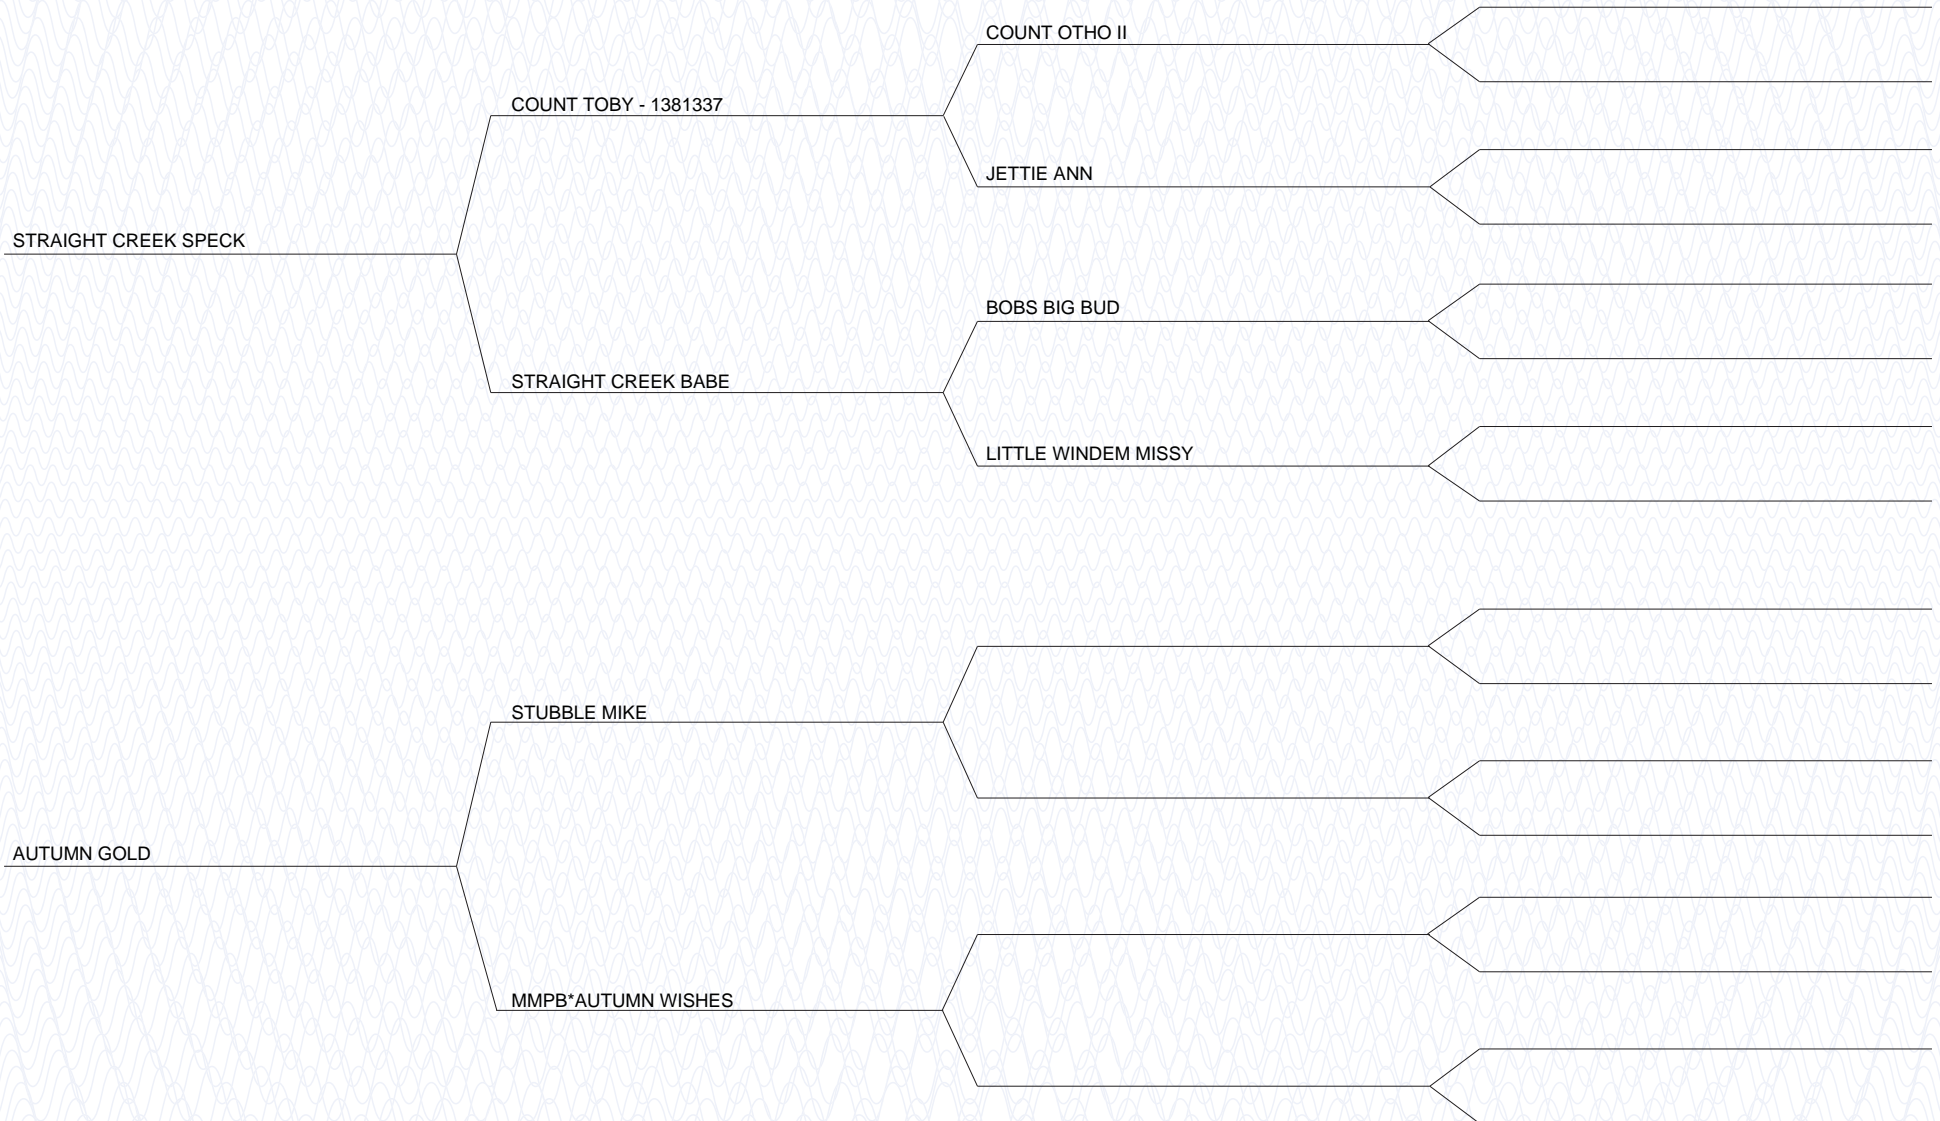 COUNT OTHO II
COUNT TOBY - 1381337
JETTIE ANN
STRAIGHT CREEK SPECK
BOBS BIG BUD
STRAIGHT CREEK BABE
LITTLE WINDEM MISSY
STUBBLE MIKE
AUTUMN GOLD
MMPB*AUTUMN WISHES